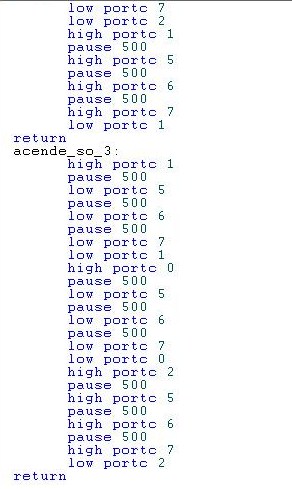 low portc 7
low portc 2
high portc 1
pause 500
high portc 5
pause 500
high portc 6
pause 500
high portc 7
low portc 1
return
acende_so_3:
high portc 1
pause 500
low portc 5
pause 500
low portc 6
pause 500
low portc 7
low portc 1
high portc 0
pause 500
low portc 5
pause 500
low portc 6
pause 500
low portc 7
low portc 0
high portc 2
pause 500
high portc 5
pause 500
high portc 6
pause 500
high portc 7
low portc 2
return